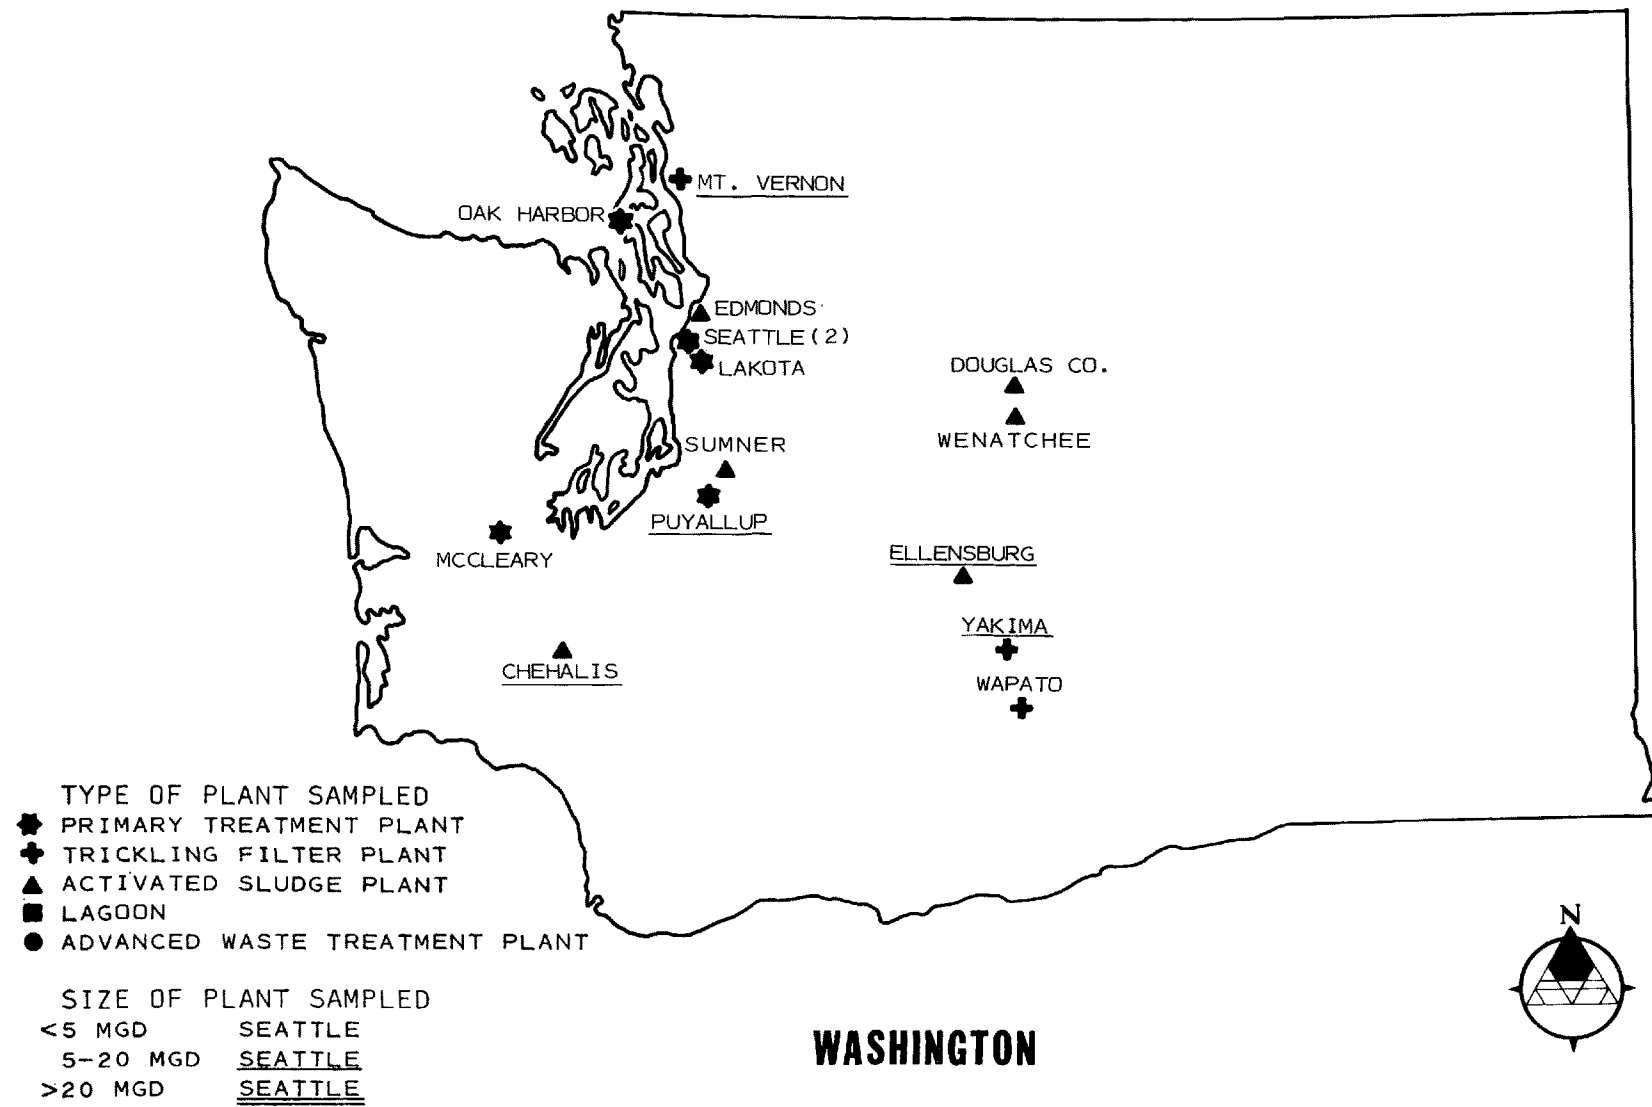 MT. VERNON
OAK HARBOR
EDMONDS
SEATTLE (2)
LAKOTA
DOUGLAS CO.
WENATCHEE
SUMNER
PUYALLUP
MCCLEARY
ELLENSBURG
YAKIMA
CHEHALIS
WAPATO
TYPE OF PLANT SAMPLED
PRIMARY TREATMENT PLANT
TRICKLING FILTER PLANT
ACTIVATED SLUDGE PLANT
LAGOON
ADVANCED WASTE TREATMENT PLANT
SIZE OF PLANT SAMPLED
<5 MGD SEATTLE
5-20 MGD SEATTLE
>20 MGD SEATTLE
WASHINGTON
N